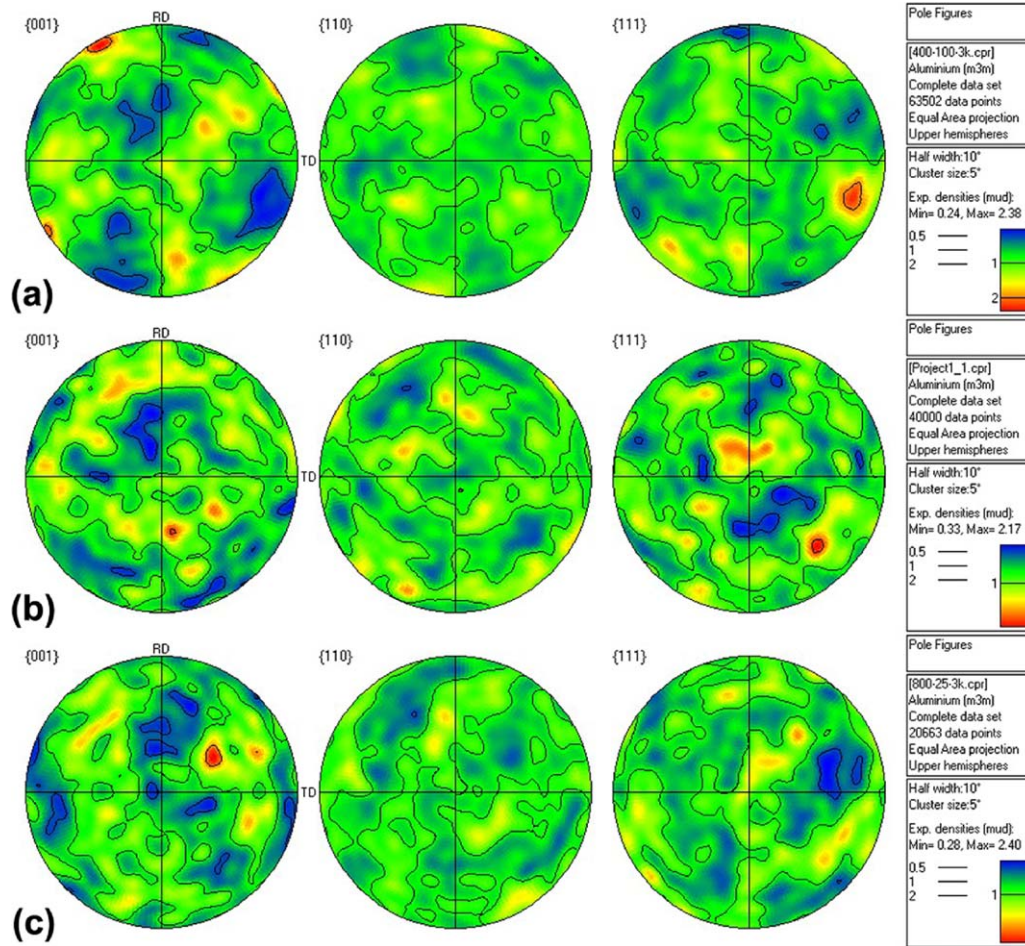 {001}
RD
{110}
{111}
TD
(a)
Pole Figures
[400-100-3k.cpr]
Aluminium (m3m)
Complete data set
63502 data points
Equal Area projection
Upper hemispheres
Half width:10°
Cluster size:5°
Exp. densities (mud):
Min= 0.24, Max= 2.38
0.5
1
2
1
2
{001}
RD
{110}
{111}
TD
(b)
Pole Figures
[Project1_1.cpr]
Aluminium (m3m)
Complete data set
40000 data points
Equal Area projection
Upper hemispheres
Half width:10°
Cluster size:5°
Exp. densities (mud):
Min= 0.33, Max= 2.17
0.5
1
2
1
{001}
RD
{110}
{111}
TD
(c)
Pole Figures
[800-25-3k.cpr]
Aluminium (m3m)
Complete data set
20663 data points
Equal Area projection
Upper hemispheres
Half width:10°
Cluster size:5°
Exp. densities (mud):
Min= 0.28, Max= 2.40
0.5
1
2
1